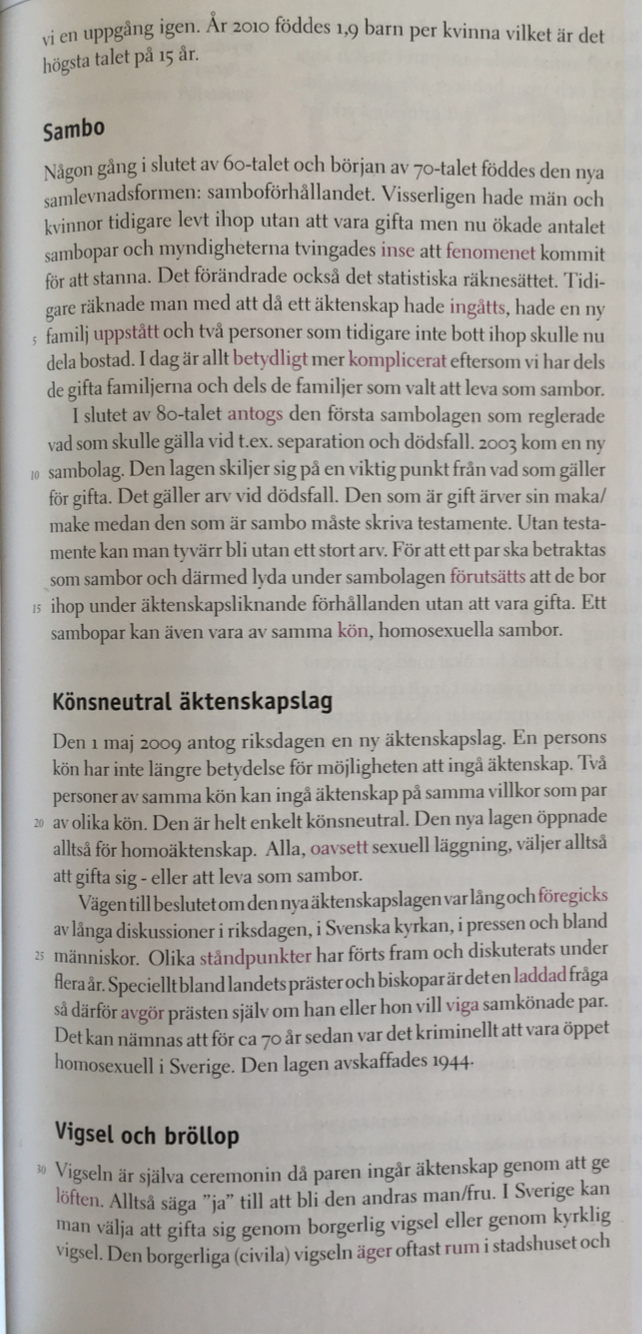 vi en uppgång igen. År 2010 föddes 1,9 barn per kvinna vilket är det
högsta talet på 15 år.
Sambo
Någon gång i slutet av 60-talet och början av 70-talet föddes den nya
samlevnadsformen: samboförhållandet. Visserligen hade män och
kvinnor tidigare levt ihop utan att vara gifta men nu ökade antalet
sambopar och myndigheterna tvingades inse att fenomenet kommit
för att stanna. Det förändrade också det statistiska räknesättet. Tidi-
gare räknade man med att då ett äktenskap hade ingåtts, hade en ny
5 familj uppstått och två personer som tidigare inte bott ihop skulle nu
dela bostad. I dag är allt betydligt mer komplicerat eftersom vi har dels
de gifta familjerna och dels de familjer som valt att leva som sambor.
I slutet av 80-talet antogs den första sambolagen som reglerade
vad som skulle gälla vid t.ex. separation och dödsfall. 2003 kom en ny
10 sambolag. Den lagen skiljer sig på en viktig punkt från vad som gäller
för gifta. Det gäller arv vid dödsfall. Den som är gift ärver sin maka/
make medan den som är sambo måste skriva testamente. Utan testa-
mente kan man tyvärr bli utan ett stort arv. För att ett par ska betraktas
som sambor och därmed lyda under sambolagen förutsätts att de bor
15 ihop under äktenskapsliknande förhållanden utan att vara gifta. Ett
sambopar kan även vara av samma kön, homosexuella sambor.
Könsneutral äktenskapslag
Den 1 maj 2009 antog riksdagen en ny äktenskapslag. En persons
kön har inte längre betydelse för möjligheten att ingå äktenskap. Två
personer av samma kön kan ingå äktenskap på samma villkor som par
20 av olika kön. Den är helt enkelt könsneutral. Den nya lagen öppnade
alltså för homoäktenskap. Alla, oavsett sexuell läggning, väljer alltså
att gifta sig - eller att leva som sambor.
Vägen till beslutet om den nya äktenskapslagen var lång och föregicks
av långa diskussioner i riksdagen, i Svenska kyrkan, i pressen och bland
25 människor. Olika ståndpunkter har förts fram och diskuterats under
flera år. Speciellt bland landets präster och biskopar är det en laddad fråga
så därför avgör prästen själv om han eller hon vill viga samkönade par.
Det kan nämnas att för ca 70 år sedan var det kriminellt att vara öppet
homosexuell i Sverige. Den lagen avskaffades 1944.
Vigsel och bröllop
30 Vigseln är själva ceremonin då paren ingår äktenskap genom att ge
löften. Alltså säga ”ja” till att bli den andras man/fru. I Sverige kan
man välja att gifta sig genom borgerlig vigsel eller genom kyrklig
vigsel. Den borgerliga (civila) vigseln äger oftast rum i stadshuset och